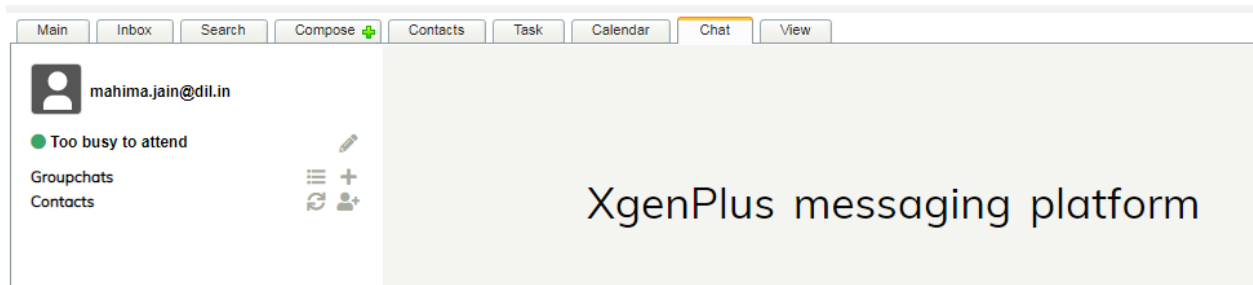 Main Inbox Search Compose Contacts Task Calendar Chat View
mahima.jain@dil.in
Too busy to attend
Groupchats
Contacts
XgenPlus messaging platform